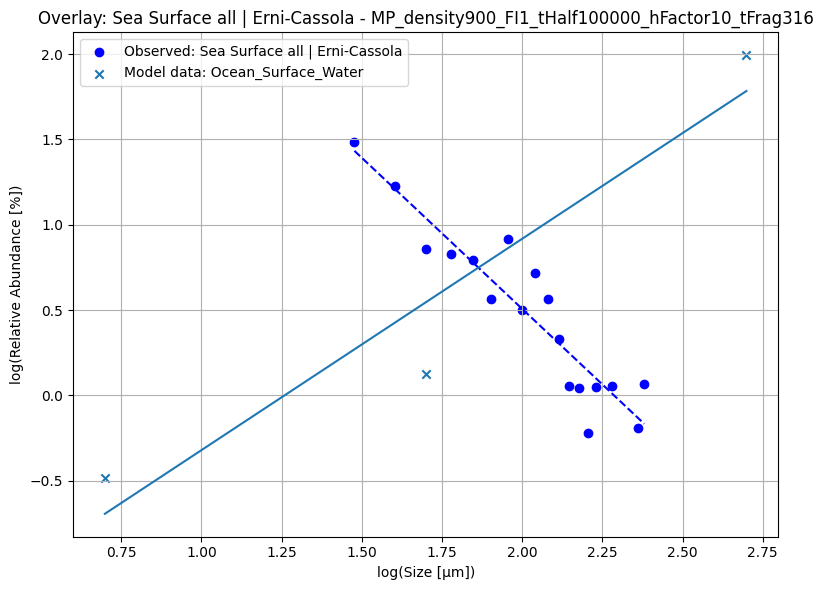 Overlay: Sea Surface all | Erni-Cassola - MP_density900_FI1_tHalf100000_hFactor10_tFrag316
Observed: Sea Surface all | Erni-Cassola
Model data: Ocean_Surface_Water
log(Relative Abundance [%])
2.0
1.5
1.0
0.5
0.0
−0.5
0.75 1.00 1.25 1.50 1.75 2.00 2.25 2.50 2.75
log(Size [μm])